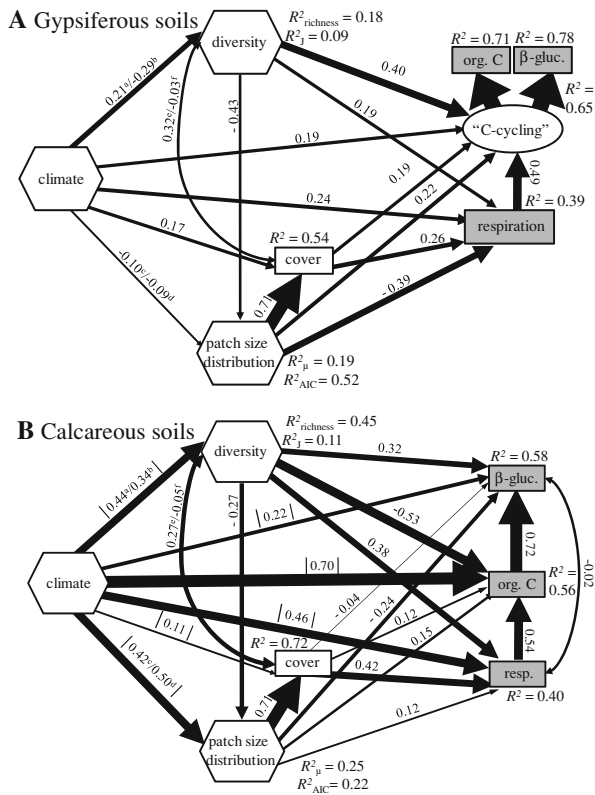 A Gypsiferous soils
R²richness = 0.18
R²J = 0.09
diversity
R² = 0.71
R² = 0.78
org. C
β-gluc.
R² = 0.65
0.21ª/-0.29ᵇ
0.32ᵉ/-0.03ᶠ
- 0.43
0.40
0.19
"C-cycling"
0.19
climate
0.19
0.22
0.49
0.24
R² = 0.39
respiration
0.17
R² = 0.54
cover
0.26
-0.10ᶜ/-0.09ᵈ
0.71
- 0.39
patch size
distribution
R²µ = 0.19
R²AIC = 0.52
B Calcareous soils
R²richness = 0.45
R²J = 0.11
diversity
0.32
R² = 0.58
β-gluc.
|0.44ª/0.34ᵇ|
0.27ᵉ/-0.05ᶠ
- 0.27
|0.22|
-0.53
0.38
0.72
-0.02
climate
|0.70|
org. C
R² = 0.56
- 0.04
-0.24
0.12
|0.46|
|0.11|
0.15
0.54
R² = 0.72
cover
0.42
resp.
R² = 0.40
|0.42ᶜ/0.50ᵈ|
0.71
0.12
patch size
distribution
R²µ = 0.25
R²AIC = 0.22